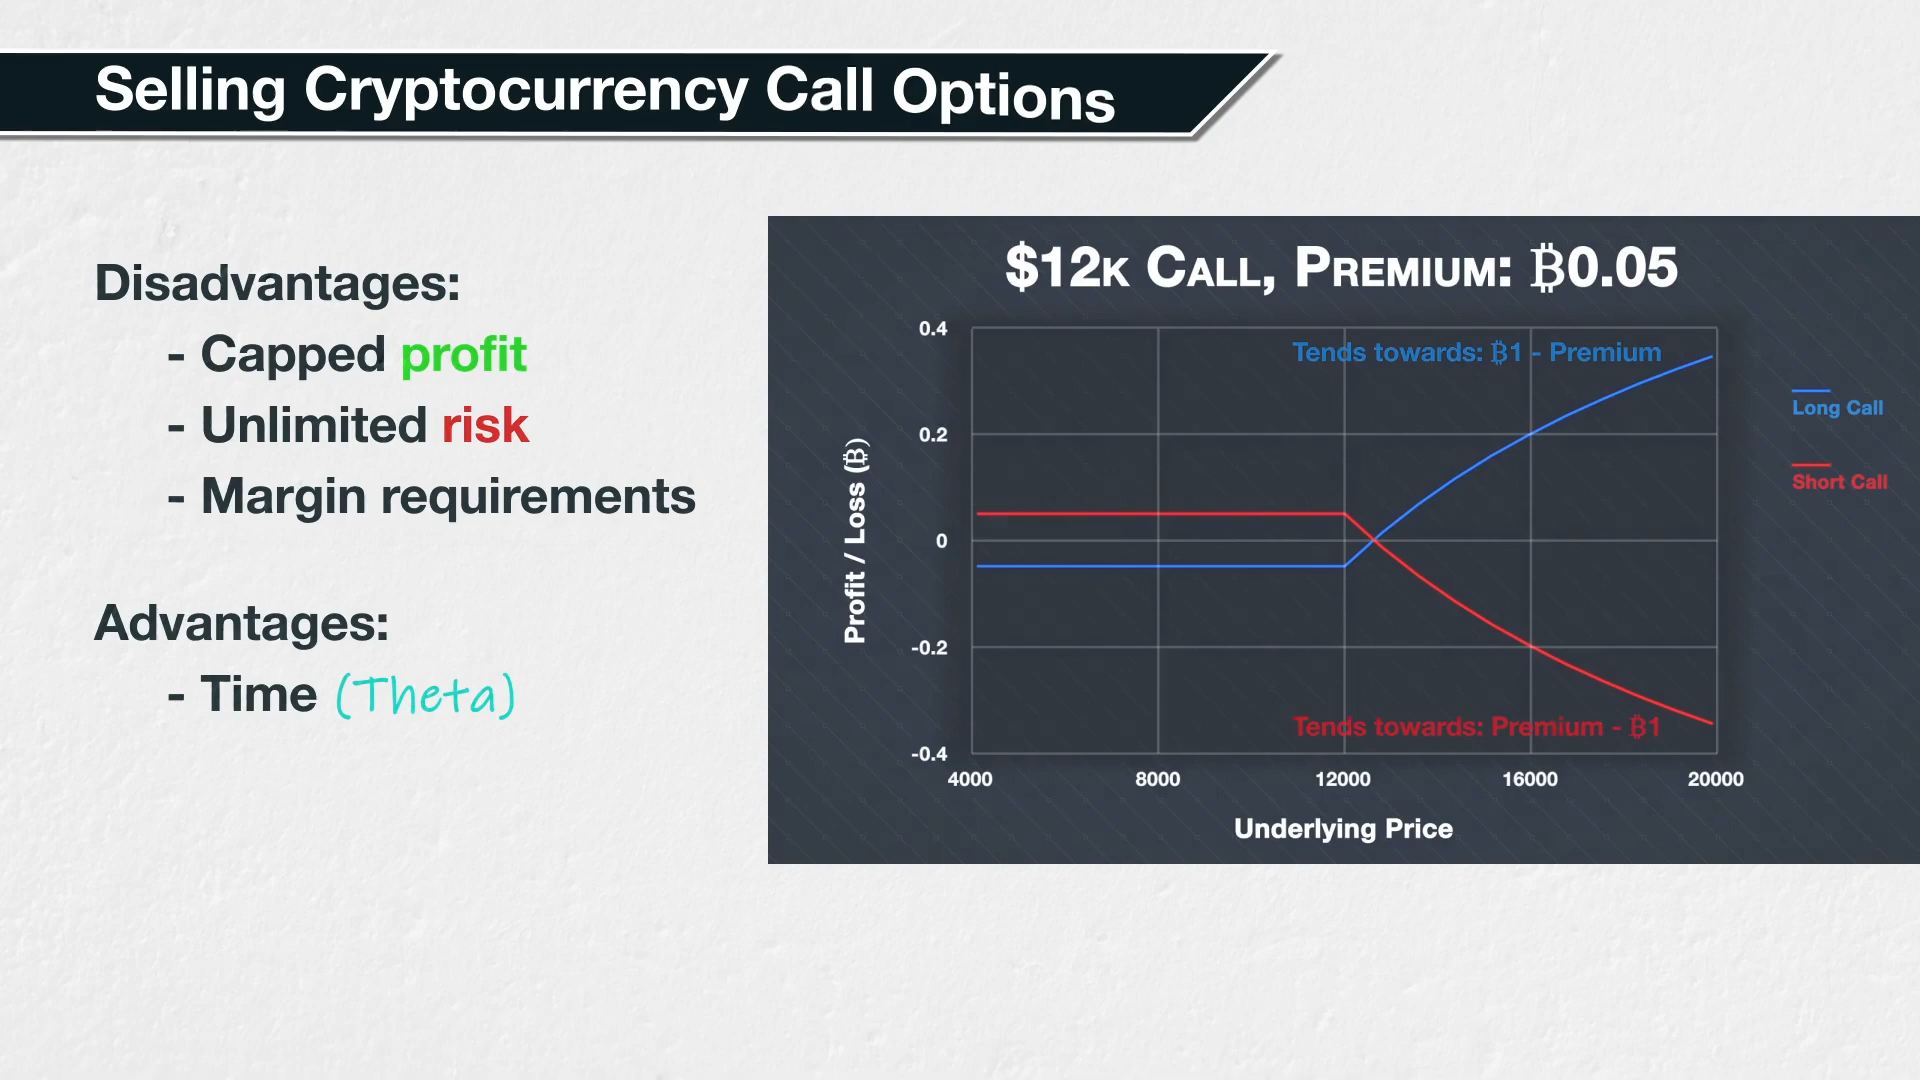 Selling Cryptocurrency Call Options
Disadvantages:
- Capped profit
- Unlimited risk
- Margin requirements
Advantages:
- Time (Theta)
$12K CALL, PREMIUM: ₿0.05
Tends towards: ₿1 - Premium
Tends towards: Premium - ₿1
Long Call
Short Call
Profit / Loss (₿)
0.4
0.2
0
-0.2
-0.4
4000 8000 12000 16000 20000
Underlying Price